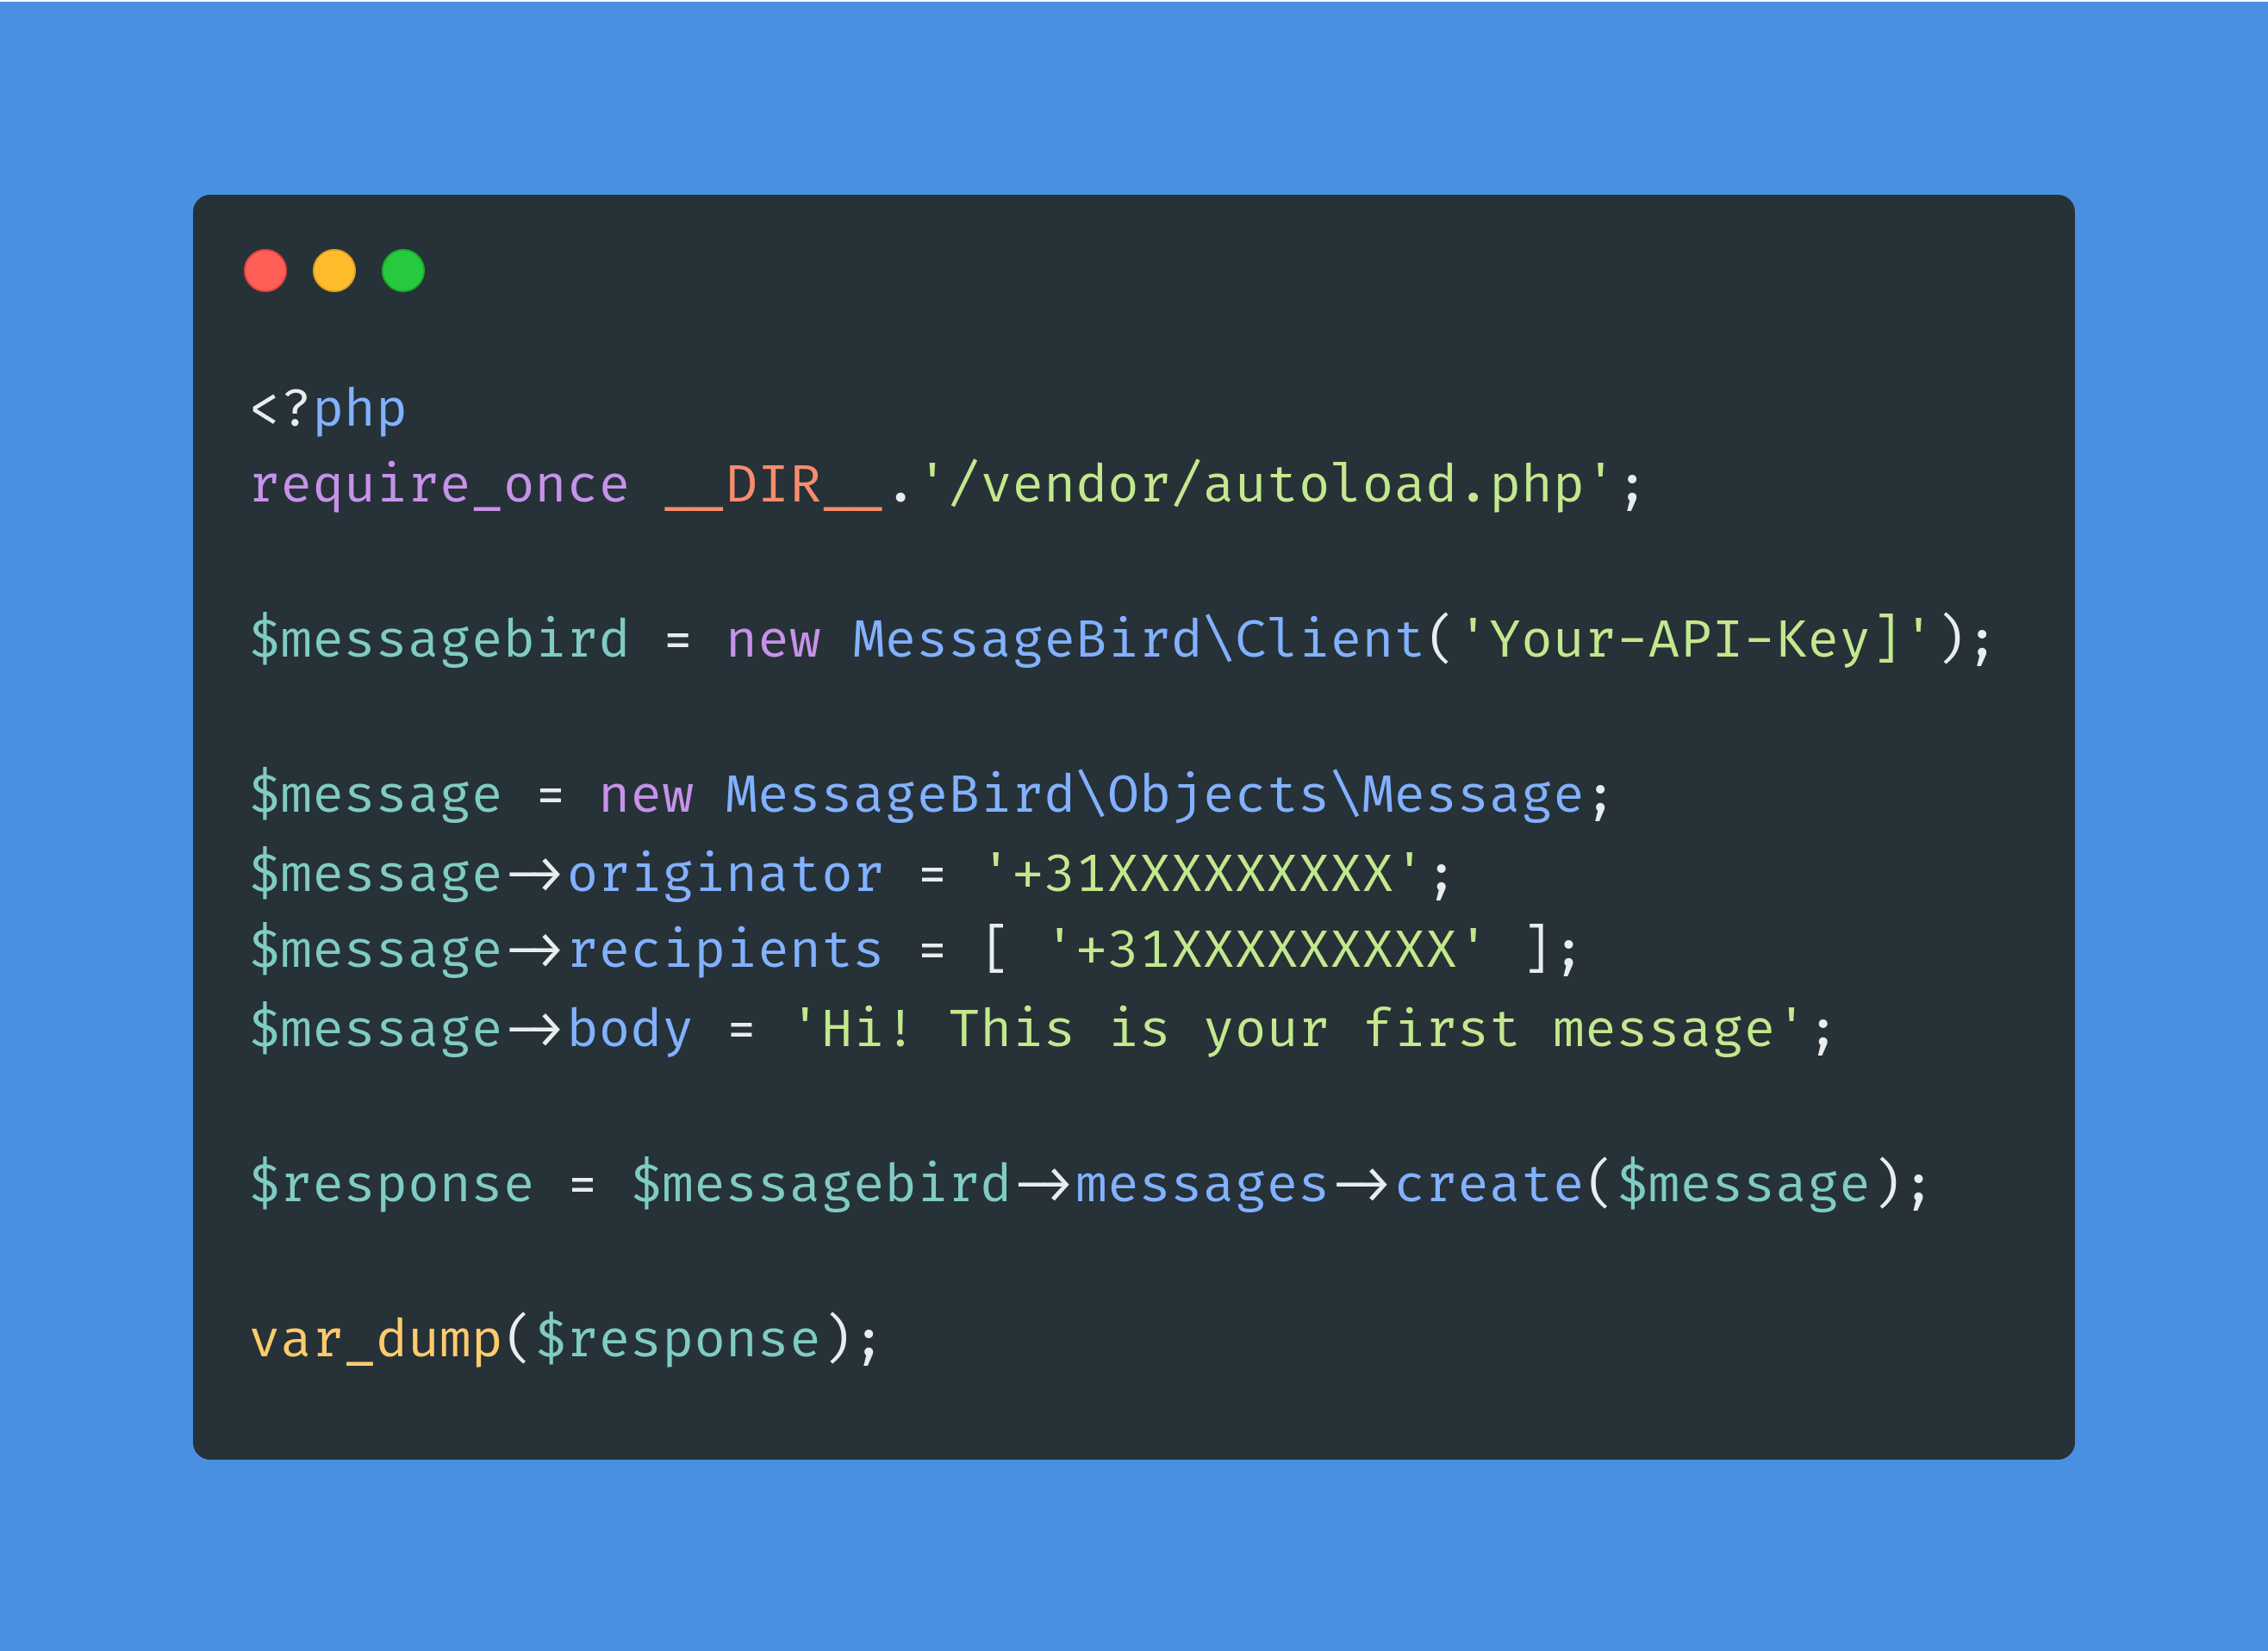 <?php
require_once __DIR__.'/vendor/autoload.php';
$messagebird = new MessageBird\Client('Your-API-Key]');
$message = new MessageBird\Objects\Message;
$message->originator = '+31XXXXXXXXX';
$message->recipients = [ '+31XXXXXXXXX' ];
$message->body = 'Hi! This is your first message';
$response = $messagebird->messages->create($message);
var_dump($response);